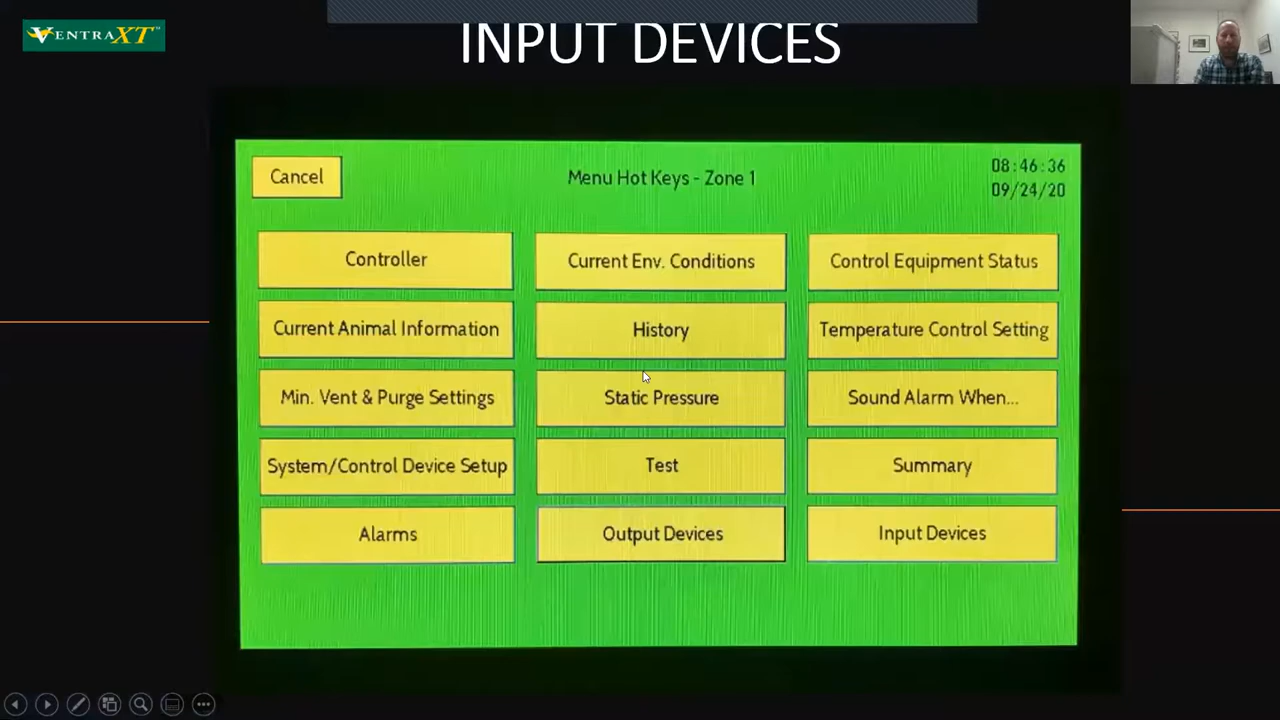 VENTRAXT
INPUT DEVICES
Cancel
Menu Hot Keys - Zone 1
08:46:36
09/24/20
Controller
Current Env. Conditions
Control Equipment Status
Current Animal Information
History
Temperature Control Setting
Min. Vent & Purge Settings
Static Pressure
Sound Alarm When...
System/Control Device Setup
Test
Summary
Alarms
Output Devices
Input Devices